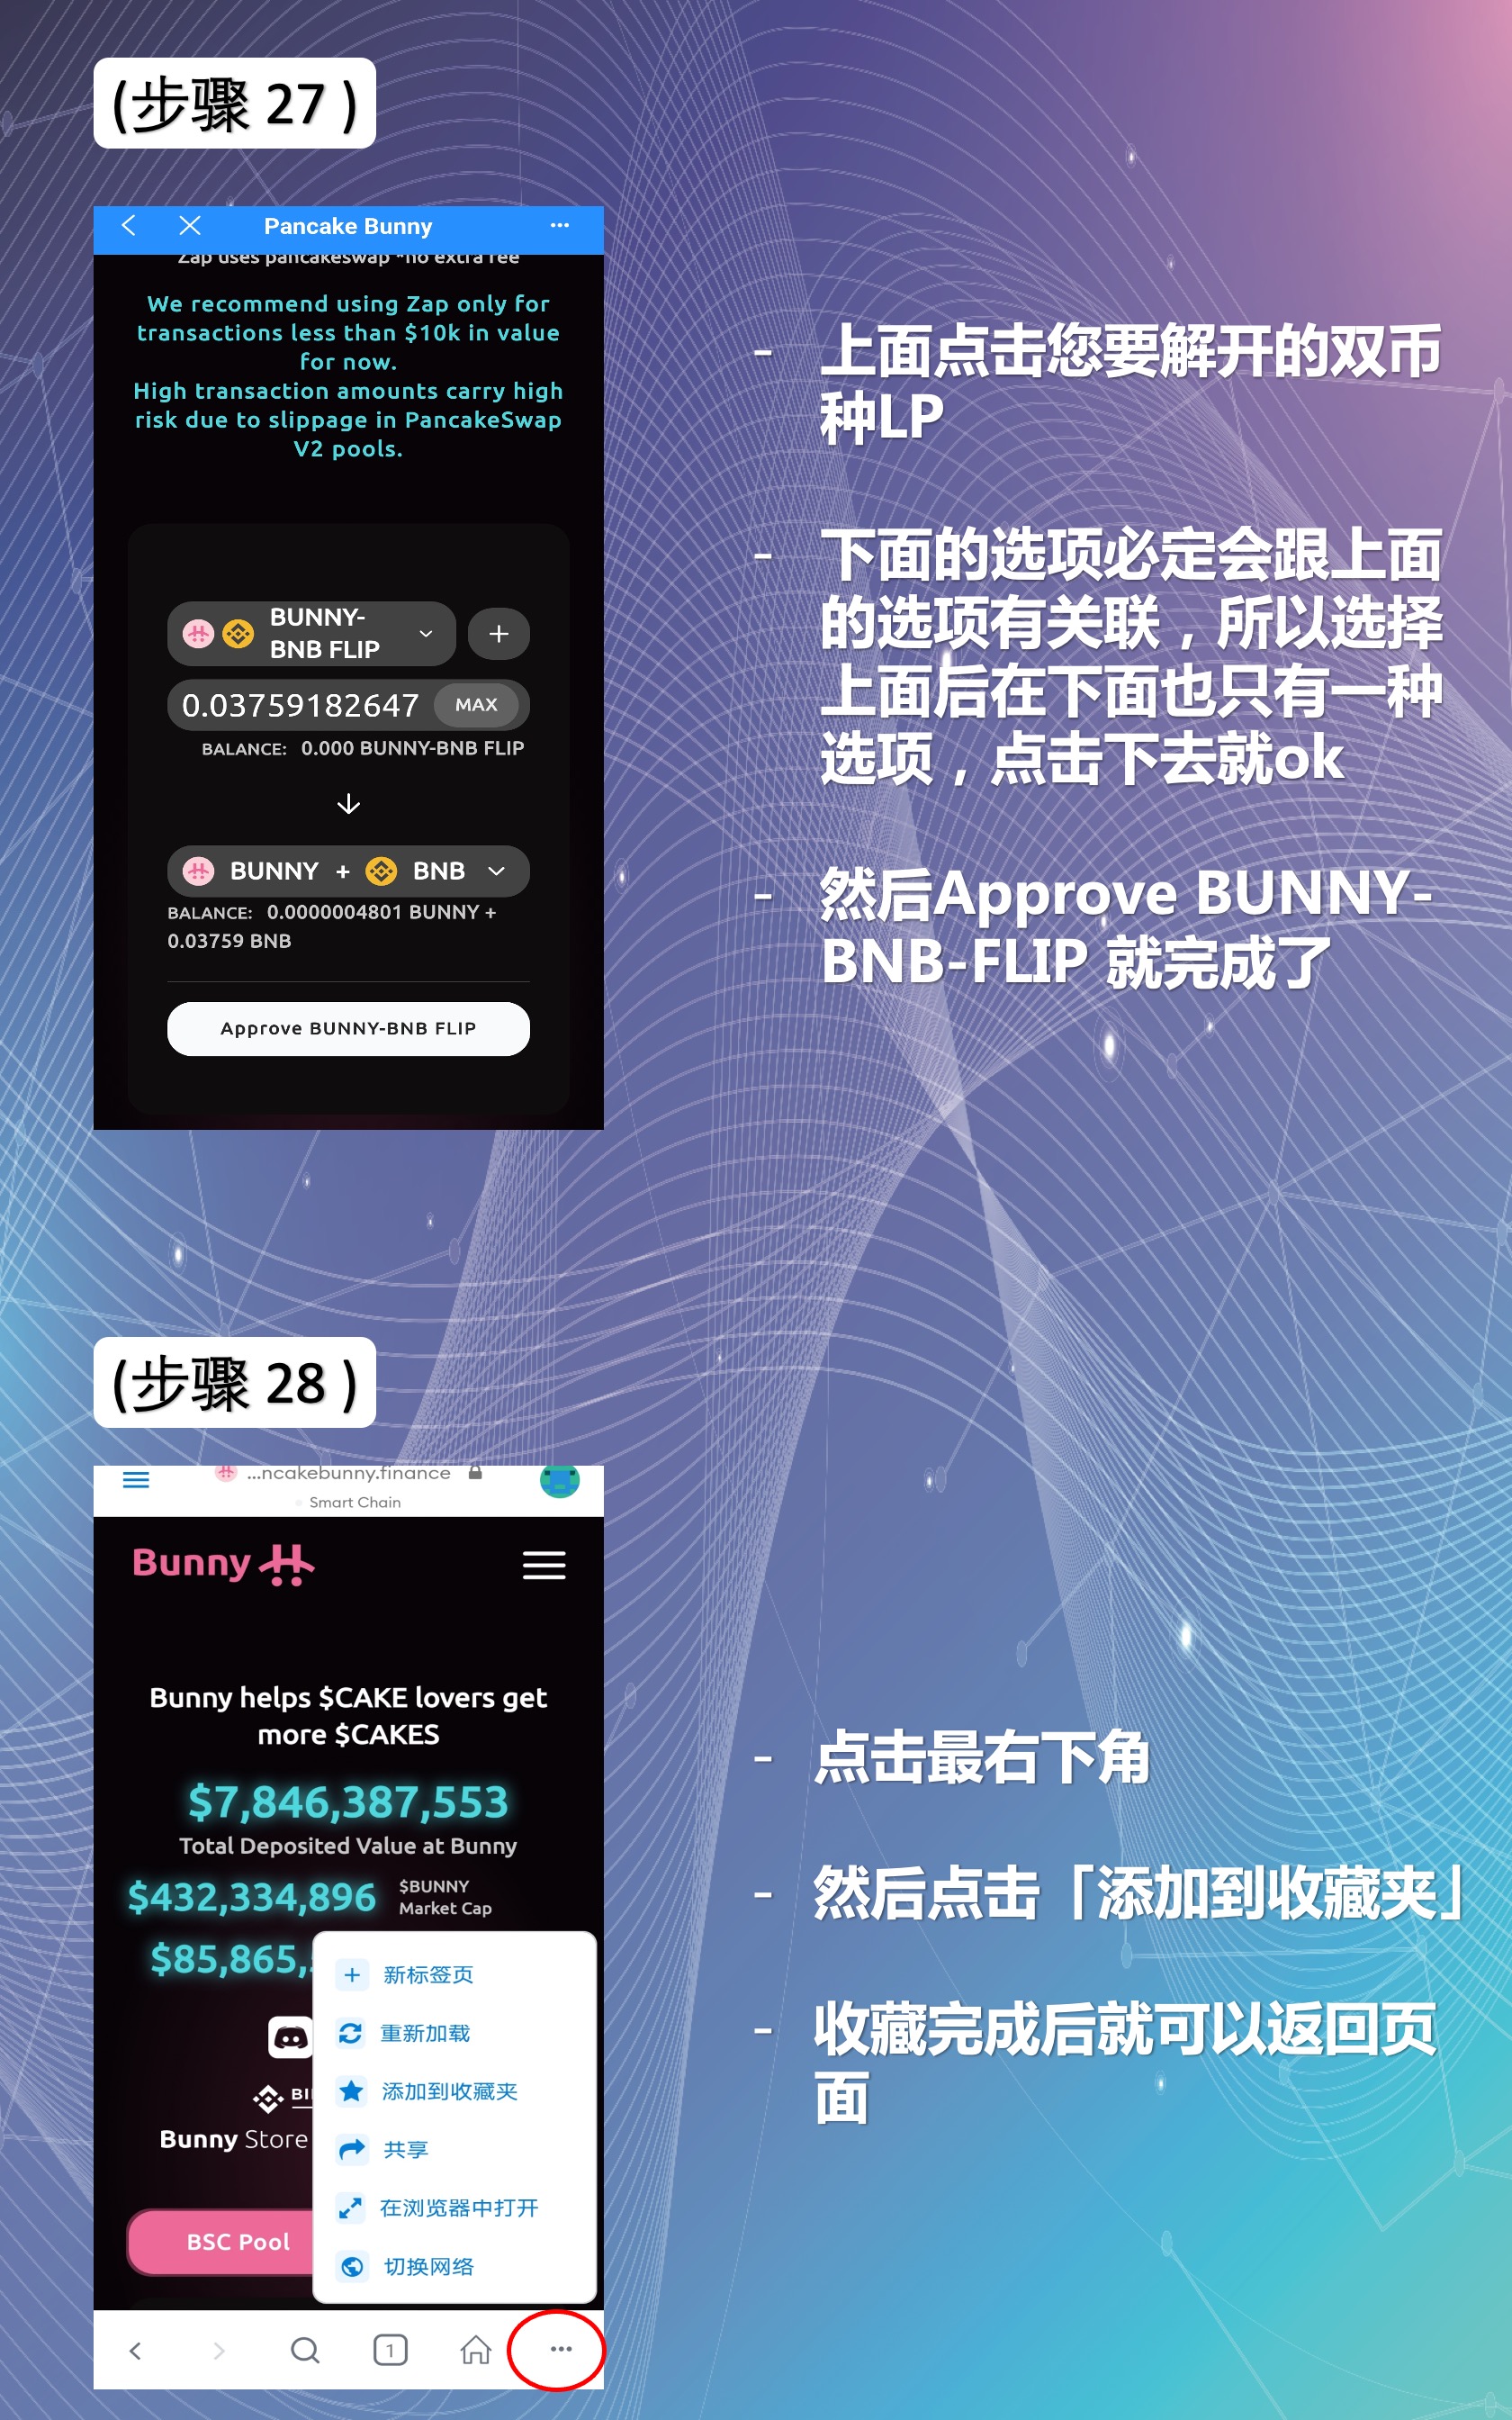 (步骤 27 )
Pancake Bunny
Zap uses pancakeswap *no extra fee
We recommend using Zap only for
transactions less than $10k in value
for now.
High transaction amounts carry high
risk due to slippage in PancakeSwap
V2 pools.
BUNNY-
BNB FLIP
0.03759182647 MAX
BALANCE: 0.000 BUNNY-BNB FLIP
BUNNY + BNB
BALANCE: 0.0000004801 BUNNY +
0.03759 BNB
Approve BUNNY-BNB FLIP
- 上面点击您要解开的双币
种LP
- 下面的选项必定会跟上面
的选项有关联，所以选择
上面后在下面也只有一种
选项，点击下去就ok
- 然后Approve BUNNY-
BNB-FLIP 就完成了
(步骤 28 )
...ncakebunny.finance
Smart Chain
Bunny
Bunny helps $CAKE lovers get
more $CAKES
$7,846,387,553
Total Deposited Value at Bunny
$432,334,896 $BUNNY
Market Cap
$85,865,
新标签页
重新加载
添加到收藏夹
共享
在浏览器中打开
切换网络
Bunny Store
BSC Pool
1
- 点击最右下角
- 然后点击「添加到收藏夹」
- 收藏完成后就可以返回页
面